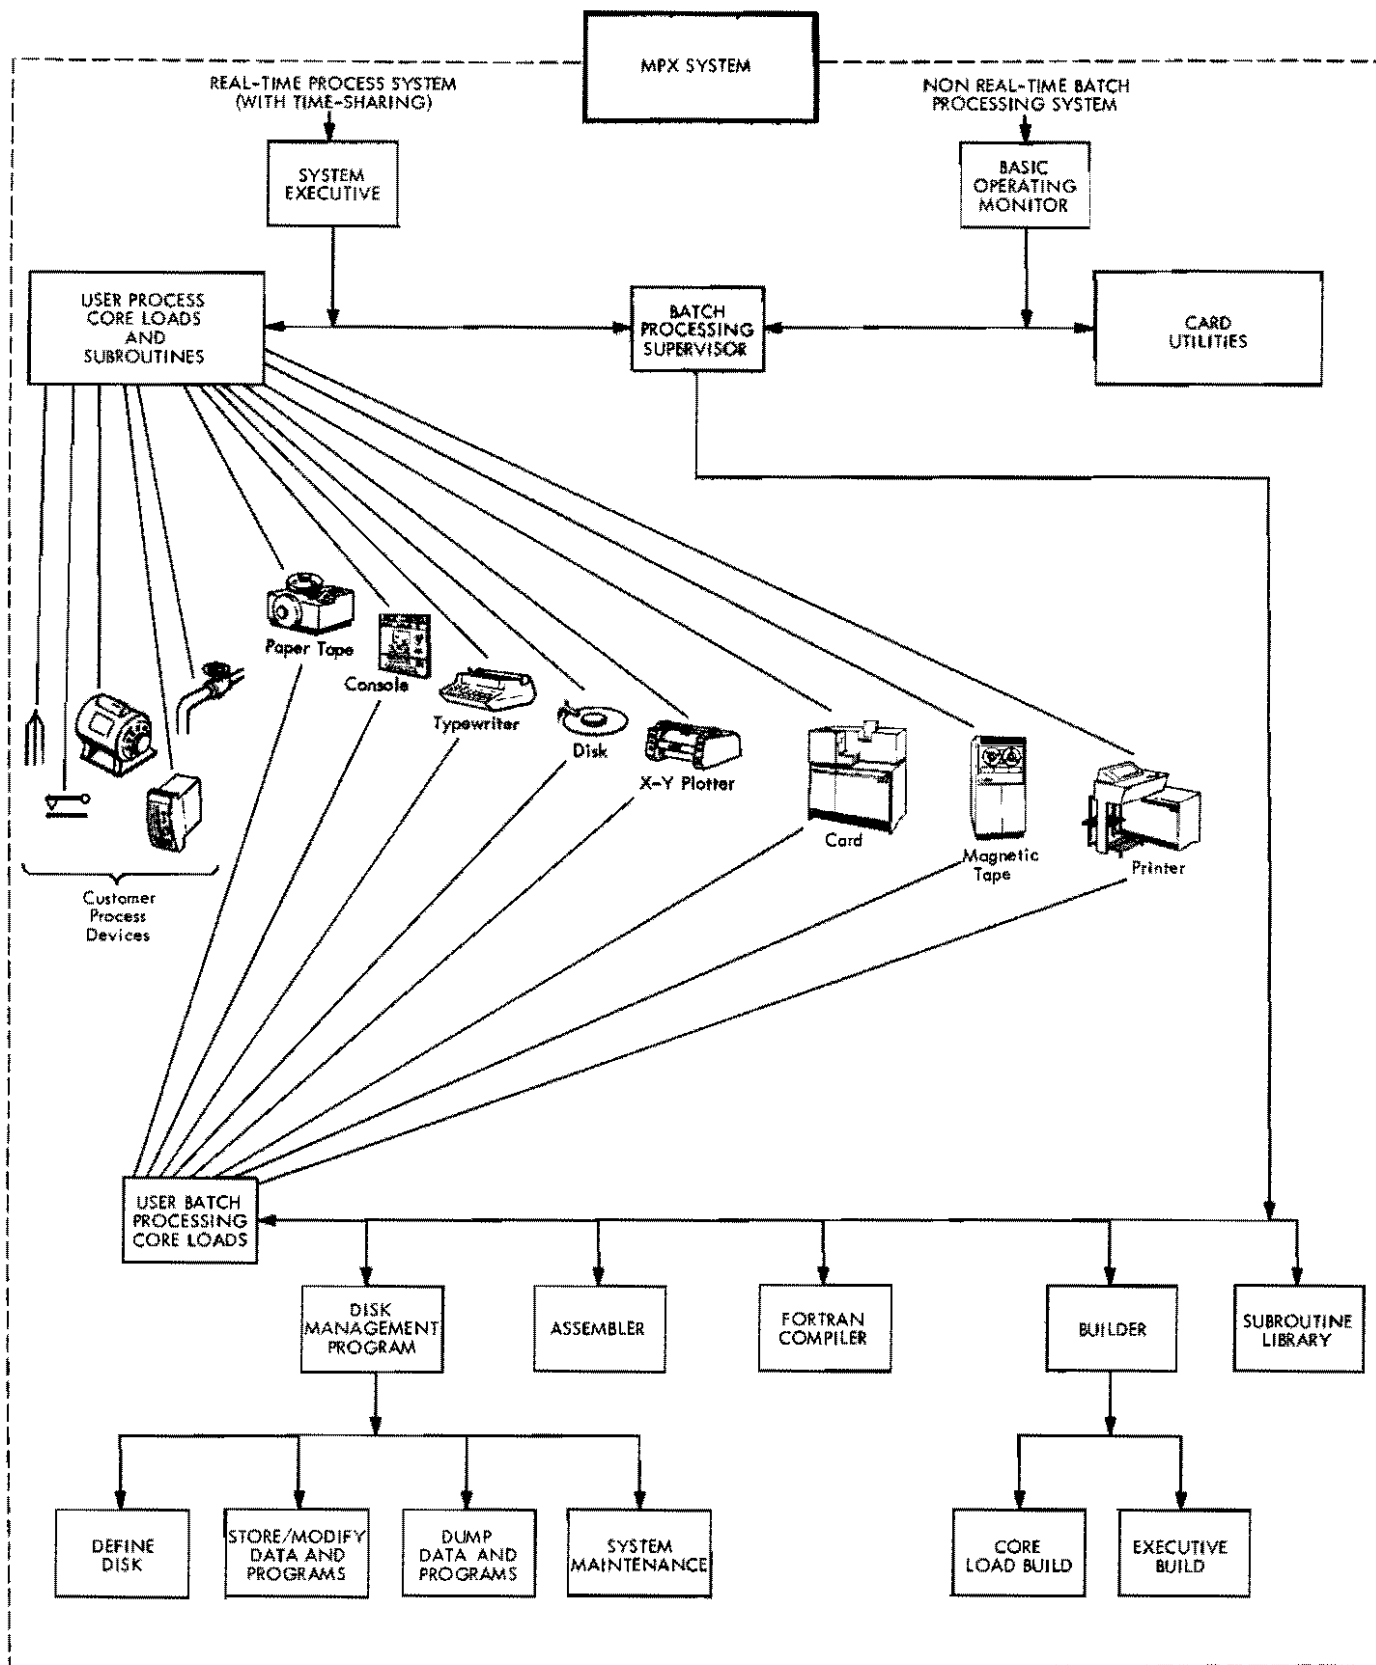 MPX SYSTEM
REAL-TIME PROCESS SYSTEM
(WITH TIME-SHARING)
NON REAL-TIME BATCH
PROCESSING SYSTEM
SYSTEM
EXECUTIVE
BASIC
OPERATING
MONITOR
USER PROCESS
CORE LOADS
AND
SUBROUTINES
BATCH
PROCESSING
SUPERVISOR
CARD
UTILITIES
Paper Tape
Console
Typewriter
Disk
X-Y Plotter
Card
Magnetic
Tape
Printer
Customer
Process
Devices
USER BATCH
PROCESSING
CORE LOADS
DISK
MANAGEMENT
PROGRAM
ASSEMBLER
FORTRAN
COMPILER
BUILDER
SUBROUTINE
LIBRARY
DEFINE
DISK
STORE/MODIFY
DATA AND
PROGRAMS
DUMP
DATA AND
PROGRAMS
SYSTEM
MAINTENANCE
CORE
LOAD BUILD
EXECUTIVE
BUILD